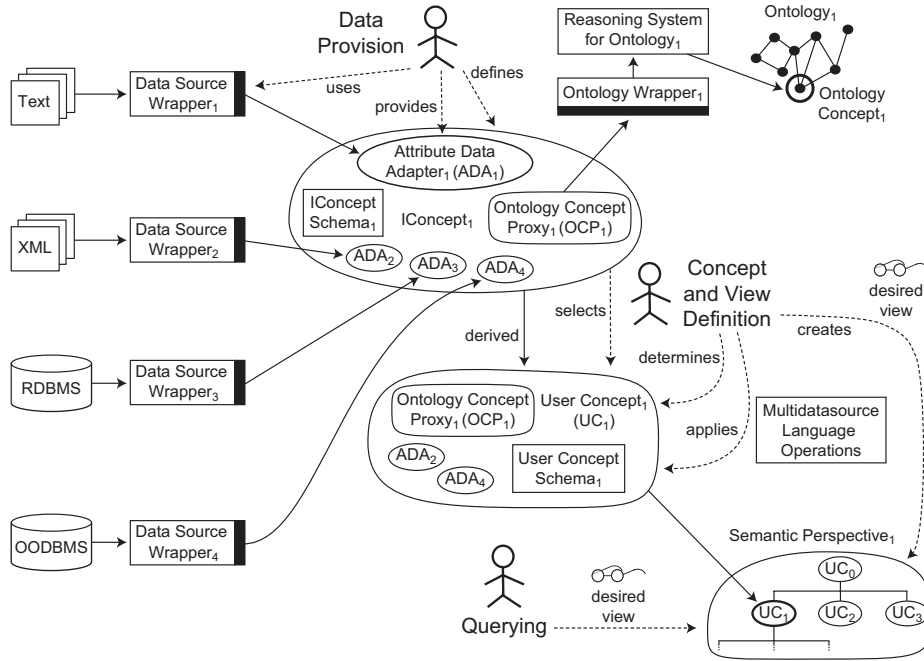 Data
Provision
Reasoning System
for Ontology1
Ontology1
Text
Data Source
Wrapper1
uses
provides
defines
Ontology Wrapper1
Ontology
Concept1
Attribute Data
Adapter1 (ADA1)
IConcept
Schema1
IConcept1
Ontology Concept
Proxy1 (OCP1)
XML
Data Source
Wrapper2
ADA2
ADA3
ADA4
Concept
and View
Definition
desired
view
derived
selects
determines
creates
RDBMS
Data Source
Wrapper3
Ontology Concept
Proxy1 (OCP1)
User Concept1
(UC1)
applies
Multidatasource
Language
Operations
ADA2
ADA4
User Concept
Schema1
OODBMS
Data Source
Wrapper4
Semantic Perspective1
UC0
UC1
UC2
UC3
Querying
desired
view